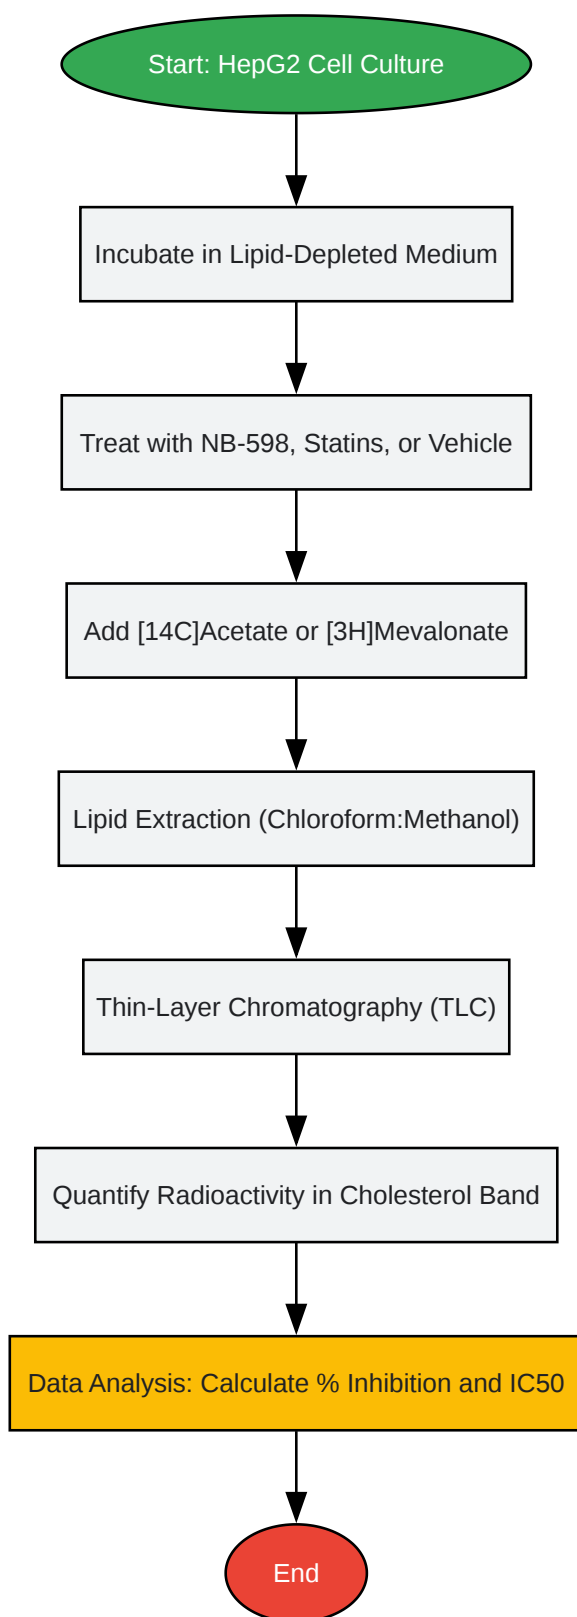 Start: HepG2 Cell Culture
Incubate in Lipid-Depleted Medium
Treat with NB-598, Statins, or Vehicle
Add [14C]Acetate or [3H]Mevalonate
Lipid Extraction (Chloroform:Methanol)
Thin-Layer Chromatography (TLC)
Quantify Radioactivity in Cholesterol Band
Data Analysis: Calculate % Inhibition and IC50
End